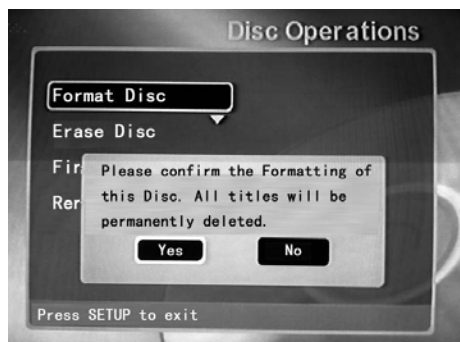 Disc Operations
Format Disc
Erase Disc
Fir
Please confirm the Formatting of
this Disc. All titles will be
Rer
permanently deleted.
Yes
No
Press SETUP to exit